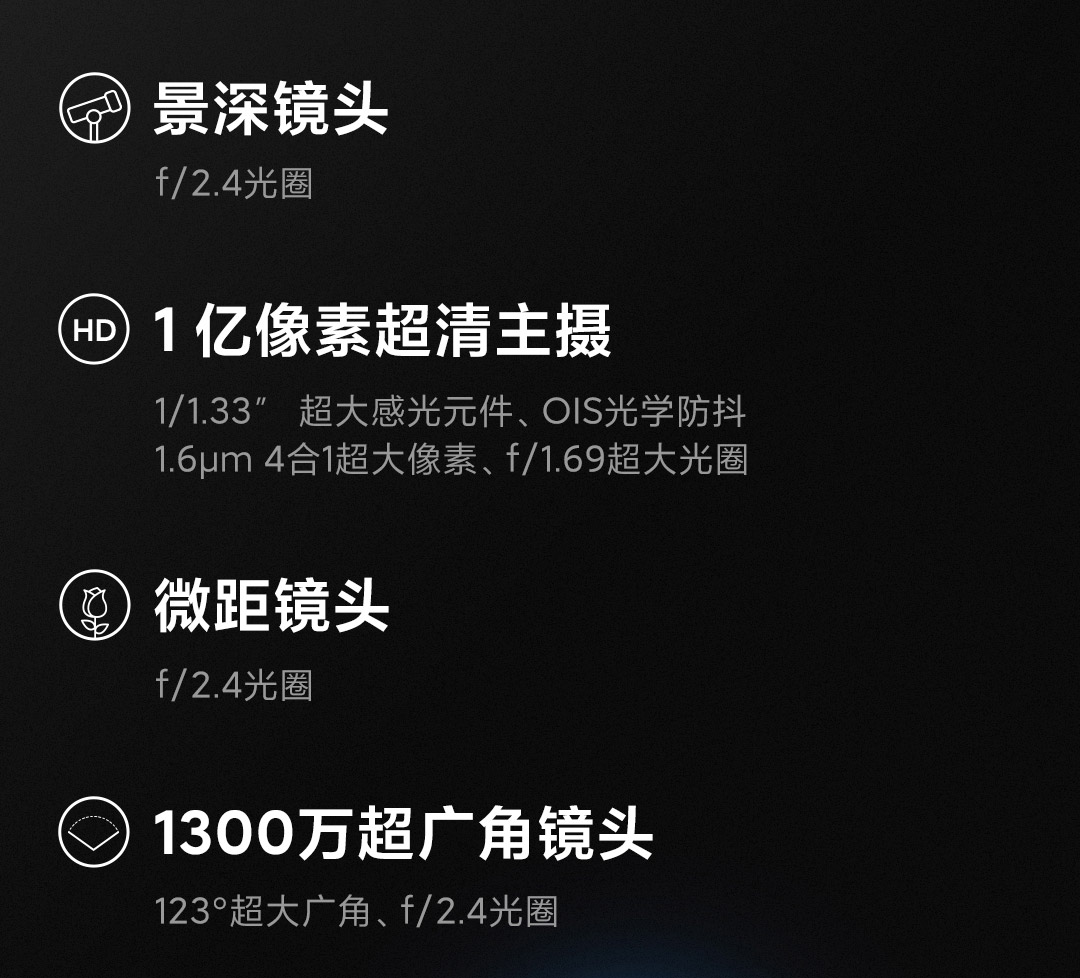 景深镜头
f/2.4光圈
HD
1 亿像素超清主摄
1/1.33” 超大感光元件、OIS光学防抖
1.6μm 4合1超大像素、f/1.69超大光圈
微距镜头
f/2.4光圈
1300万超广角镜头
123°超大广角、f/2.4光圈